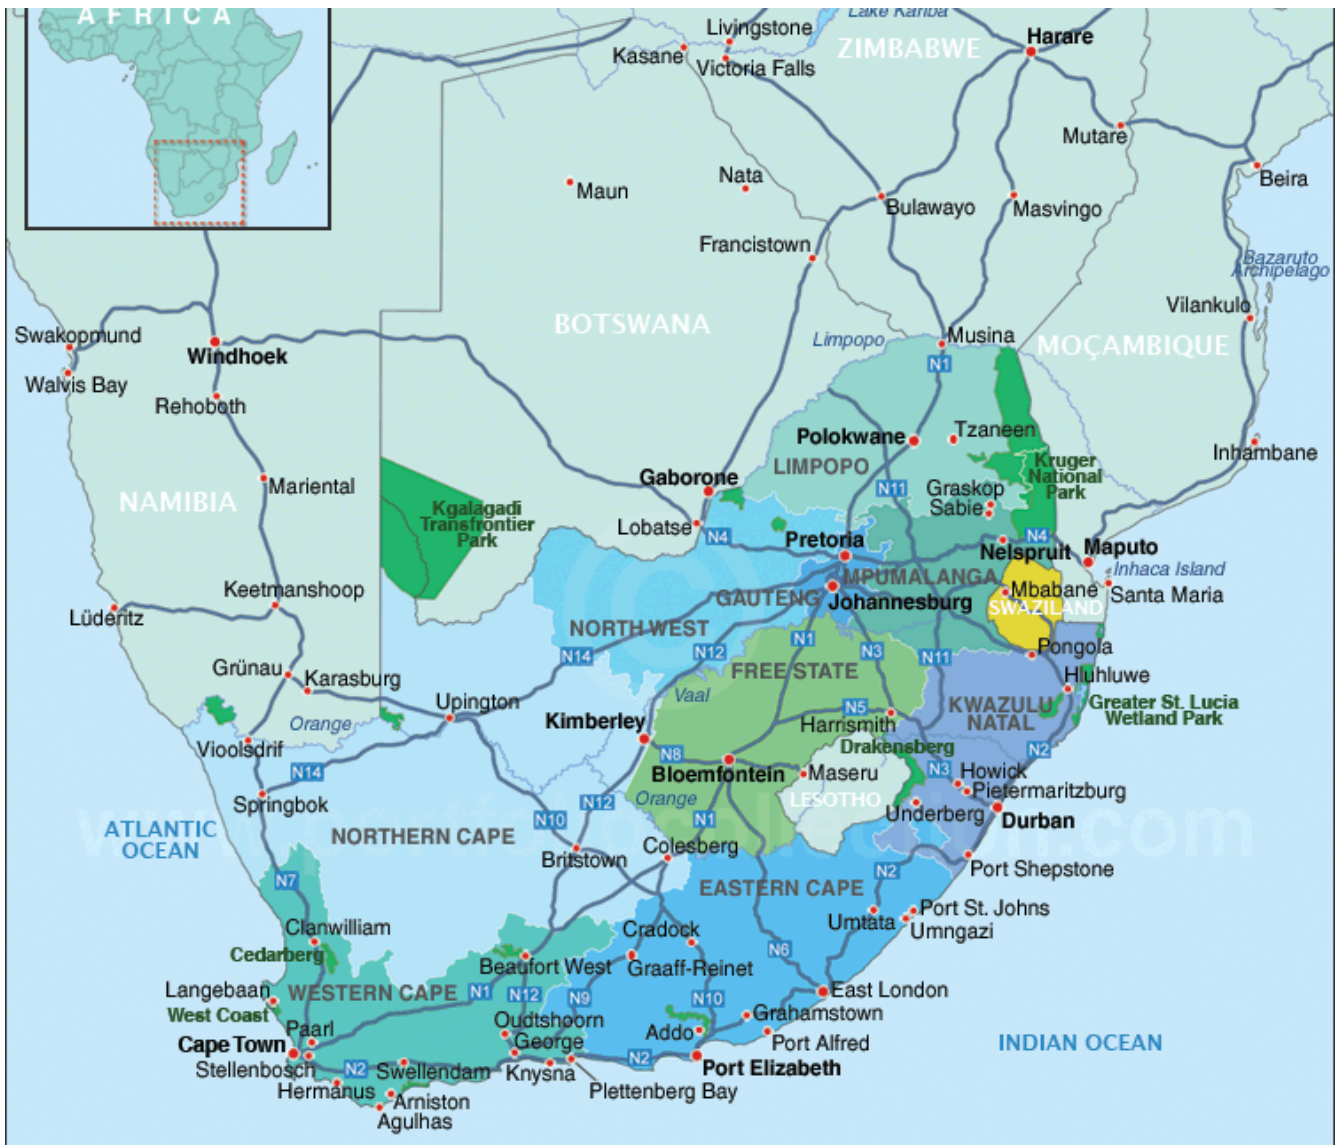 AFRICA
Lake Kariba
Livingstone
ZIMBABWE
Harare
Kasane
Victoria Falls
Mutare
Maun
Nata
Beira
Bulawayo
Masvingo
Francistown
Bazaruto
Archipelago
Vilankulo
BOTSWANA
Swakopmund
Windhoek
Limpopo
Musina
MOÇAMBIQUE
N1
Walvis Bay
Rehoboth
Polokwane
Tzaneen
LIMPOPO
Inhambane
Kruger
National
Park
Gaborone
Mariental
NAMIBIA
N11
Graskop
Sabie
Kgalagadi
Transfrontier
Park
Lobatse
N4
Pretoria
N4
Nelspruit
Maputo
Inhaca Island
MPUMALANGA
Keetmanshoop
GAUTENG
Johannesburg
Mbabane
Santa Maria
SWAZILAND
Lüderitz
NORTH WEST
N14
N12
N1
N3
N11
Pongola
Grünau
Karasburg
FREE STATE
Hluhluwe
Vaal
Upington
KWAZULU
NATAL
Greater St. Lucia
Wetland Park
Orange
Kimberley
N5
Harrismith
Vioolsdrif
Drakensberg
N2
N8
N14
Bloemfontein
Maseru
N3
Howick
Pietermaritzburg
Springbok
Orange
LESOTHO
Underberg
Durban
www.portfoliocollection.com
ATLANTIC
OCEAN
NORTHERN CAPE
N12
N10
N1
Britstown
Colesberg
Port Shepstone
N7
EASTERN CAPE
N2
Clanwilliam
Cradock
Umtata
Port St. Johns
Umngazi
Cedarberg
Beaufort West
Graaff-Reinet
N6
Langebaan
WESTERN CAPE
N1
N12
N9
N10
East London
West Coast
Grahamstown
Paarl
Oudtshoorn
Addo
Port Alfred
Cape Town
George
INDIAN OCEAN
Stellenbosch
N2
Swellendam
Knysna
N2
Port Elizabeth
Hermanus
Plettenberg Bay
Arniston
Agulhas